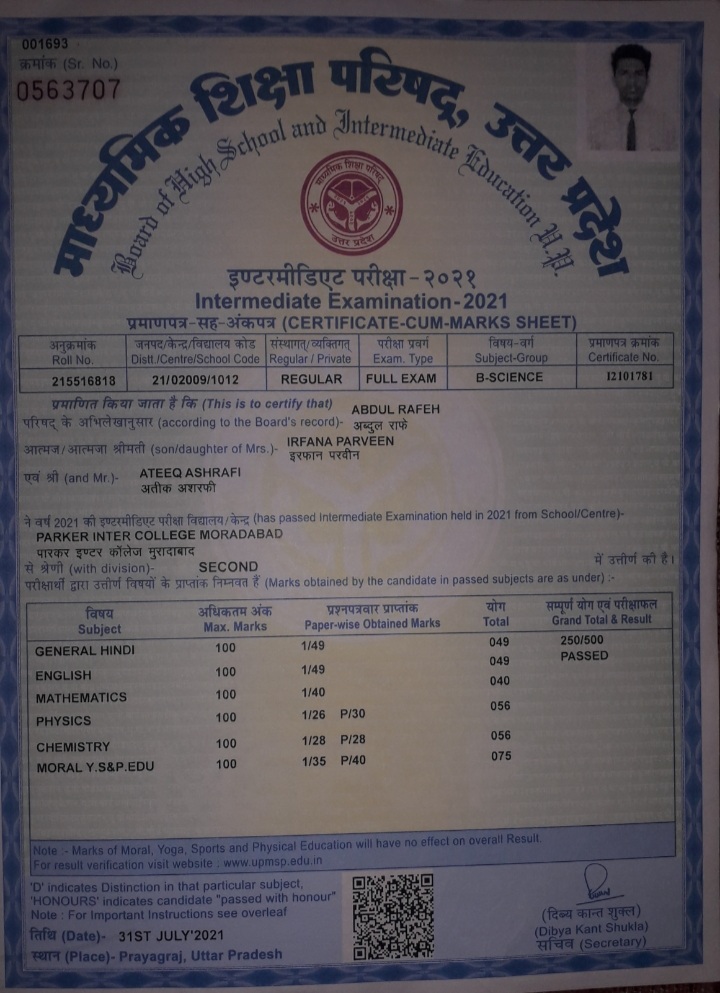 001693
क्रमांक (Sr. No.)
0563707
माध्यमिक शिक्षा परिषद्, उत्तर प्रदेश
Board of High School and Intermediate Education U.P.
माध्यमिक शिक्षा परिषद्
उत्तर प्रदेश
इण्टरमीडिएट परीक्षा-२०२१
Intermediate Examination-2021
प्रमाणपत्र-सह-अंकपत्र (CERTIFICATE-CUM-MARKS SHEET)
अनुक्रमांक जनपद/केन्द्र/विद्यालय कोड संस्थागत्/व्यक्तिगत् परीक्षा प्रवर्ग विषय-वर्ग प्रमाणपत्र क्रमांक
Roll No. Distt./Centre/School Code Regular / Private Exam. Type Subject-Group Certificate No.
215516818 21/02009/1012 REGULAR FULL EXAM B-SCIENCE 12101781
प्रमाणित किया जाता है कि (This is to certify that) ABDUL RAFEH
परिषद् के अभिलेखानुसार (according to the Board's record)- अब्दुल राफे
आत्मज/आत्मजा श्रीमती (son/daughter of Mrs.)- IRFANA PARVEEN
इरफान परवीन
एवं श्री (and Mr.)- ATEEQ ASHRAFI
अतीक अशरफी
ने वर्ष 2021 की इण्टरमीडिएट परीक्षा विद्यालय/केन्द्र (has passed Intermediate Examination held in 2021 from School/Centre)-
PARKER INTER COLLEGE MORADABAD
पारकर इण्टर कॉलेज मुरादाबाद
से श्रेणी (with division)- SECOND में उत्तीर्ण की है।
परीक्षार्थी द्वारा उत्तीर्ण विषयों के प्राप्तांक निम्नवत हैं (Marks obtained by the candidate in passed subjects are as under) :-
विषय अधिकतम अंक प्रश्नपत्रवार प्राप्तांक योग सम्पूर्ण योग एवं परीक्षाफल
Subject Max. Marks Paper-wise Obtained Marks Total Grand Total & Result
GENERAL HINDI 100 1/49 049 250/500
PASSED
ENGLISH 100 1/49 049
MATHEMATICS 100 1/40 040
PHYSICS 100 1/26 P/30 056
CHEMISTRY 100 1/28 P/28 056
MORAL Y.S&P.EDU 100 1/35 P/40 075
Note :- Marks of Moral, Yoga, Sports and Physical Education will have no effect on overall Result.
For result verification visit website : www.upmsp.edu.in
'D' indicates Distinction in that particular subject,
'HONOURS' indicates candidate "passed with honour"
Note : For Important Instructions see overleaf
तिथि (Date)- 31ST JULY'2021
स्थान (Place)- Prayagraj, Uttar Pradesh
(दिव्य कान्त शुक्ल)
(Dibya Kant Shukla)
सचिव (Secretary)